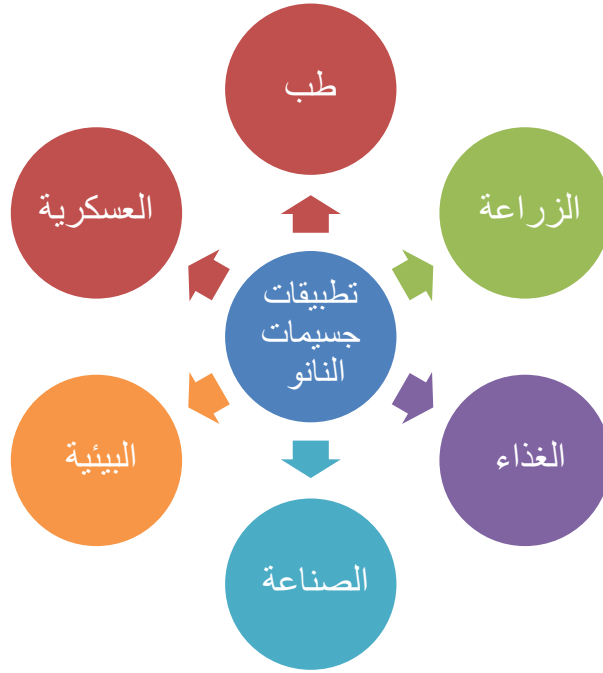 طب
الزراعة
الغذاء
الصناعة
البيئية
العسكرية
تطبيقات
جسيمات
النانو